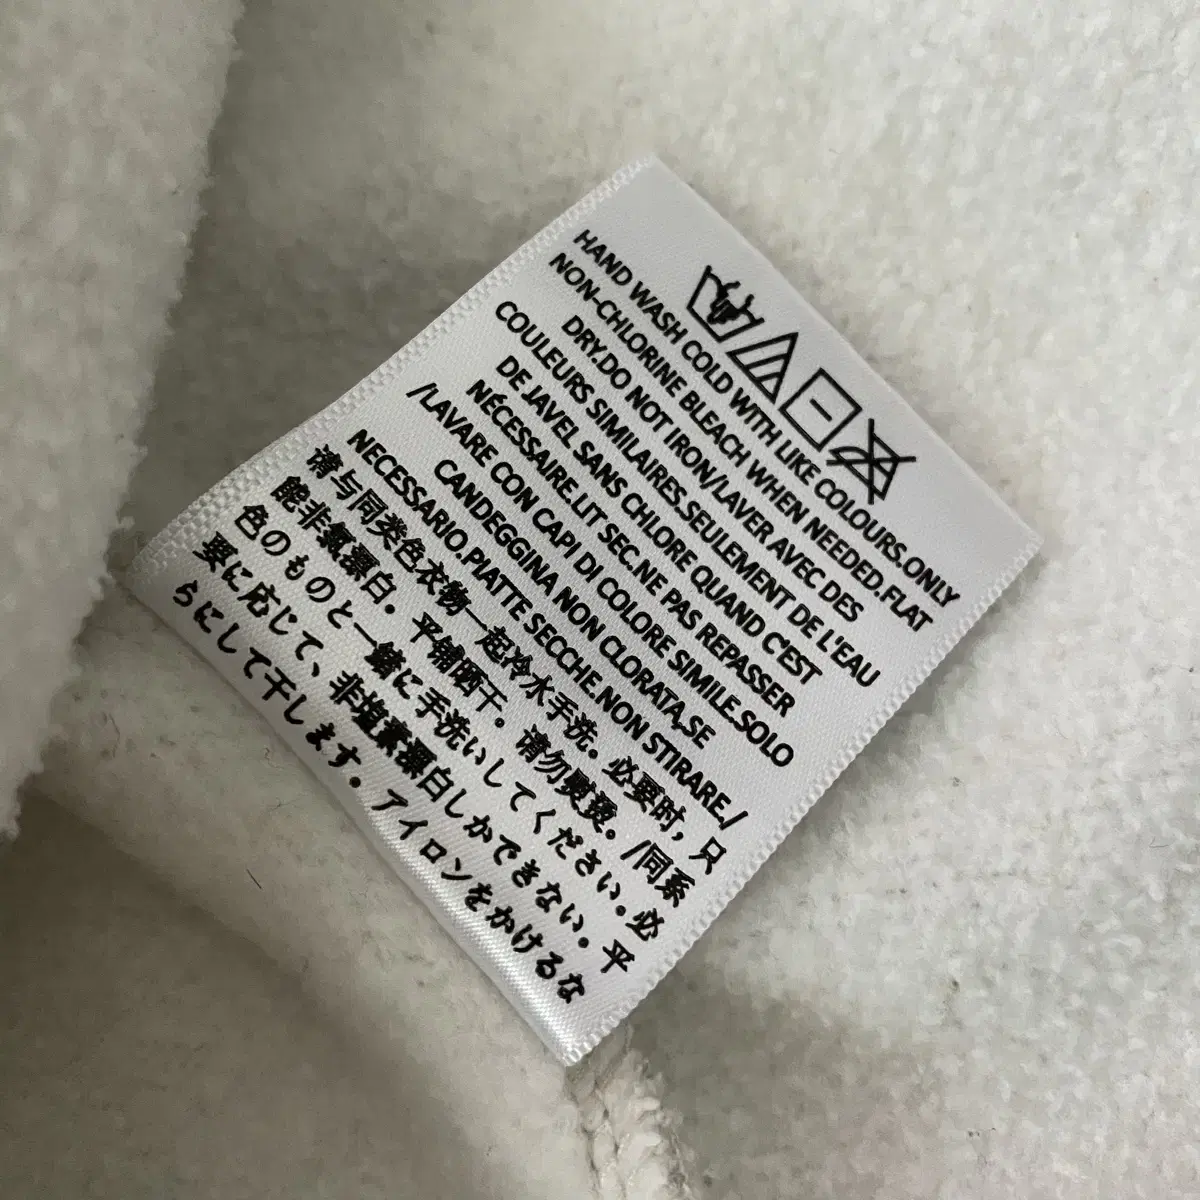 HAND WASH COLD WITH LIKE COLOURS.ONLY
NON-CHLORINE BLEACH WHEN NEEDED.FLAT
DRY.DO NOT IRON/LAVER AVEC DES
COULEURS SIMILAIRES.SEULEMENT DE L'EAU
DE JAVEL SANS CHLORE QUAND C'EST
NÉCESSAIRE.LIT SEC.NE PAS REPASSER
/LAVARE CON CAPI DI COLORE SIMILE.SOLO
CANDEGGINA NON CLORATA,SE
NECESSARIO.PIATTE SECCHE.NON STIRARE./
请与同类色衣物一起冷水手洗。必要时，只
能非氯漂白。平铺晒干。请勿熨烫。/同系
色のものと一緒に手洗いしてください。必
要に応じて、非塩素漂白しかできない。平
らにして干します。アイロンをかけるな